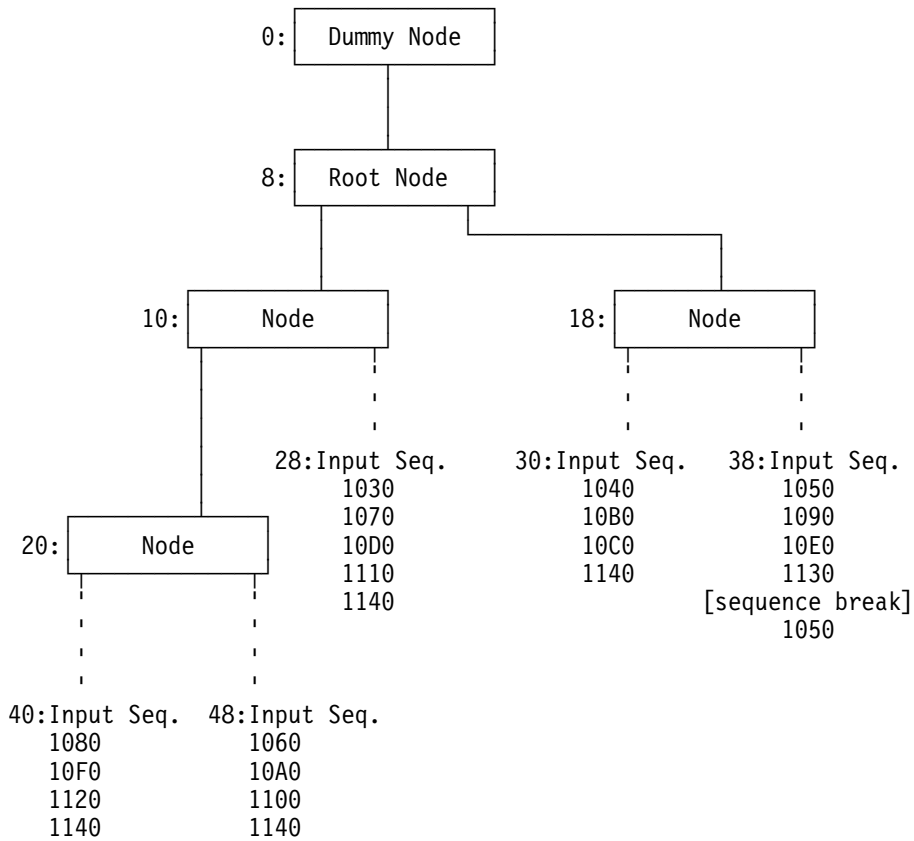 0: Dummy Node
8: Root Node
10: Node 18: Node
28:Input Seq. 30:Input Seq. 38:Input Seq.
1030 1040 1050
1070 10B0 1090
20: Node 10D0 10C0 10E0
1110 1140 1130
1140 [sequence break]
1050
40:Input Seq. 48:Input Seq.
1080 1060
10F0 10A0
1120 1100
1140 1140